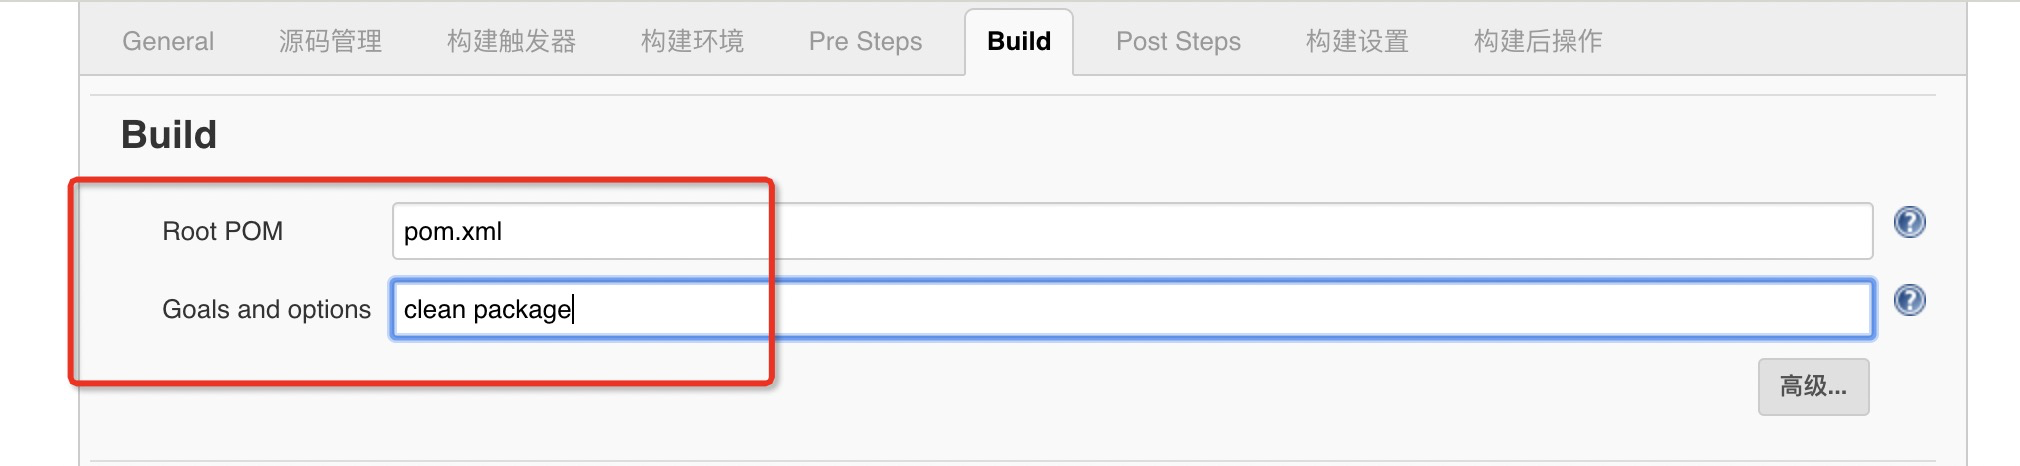 General 源码管理 构建触发器 构建环境 Pre Steps Build Post Steps 构建设置 构建后操作
Build
Root POM pom.xml ?
Goals and options clean package ?
高级...